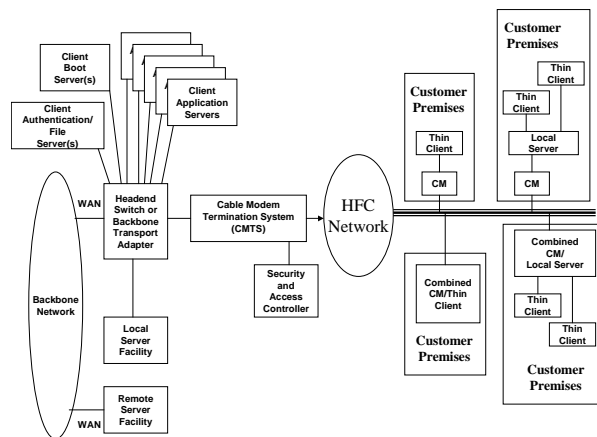 Client
Boot
Server(s)
Client
Authentication/
File
Server(s)
A
A
A
A
Client
Application
Servers
WAN
Headend
Switch or
Backbone
Transport
Adapter
Cable Modem
Termination System
(CMTS)
Security
and
Access
Controller
Backbone
Network
Local
Server
Facility
WAN
Remote
Server
Facility
HFC
Network
Customer
Premises
Thin
Client
CM
Customer
Premises
Thin
Client
Thin
Client
Local
Server
CM
Combined
CM/Thin
Client
Customer
Premises
Combined
CM/
Local Server
Thin
Client
Thin
Client
Customer
Premises